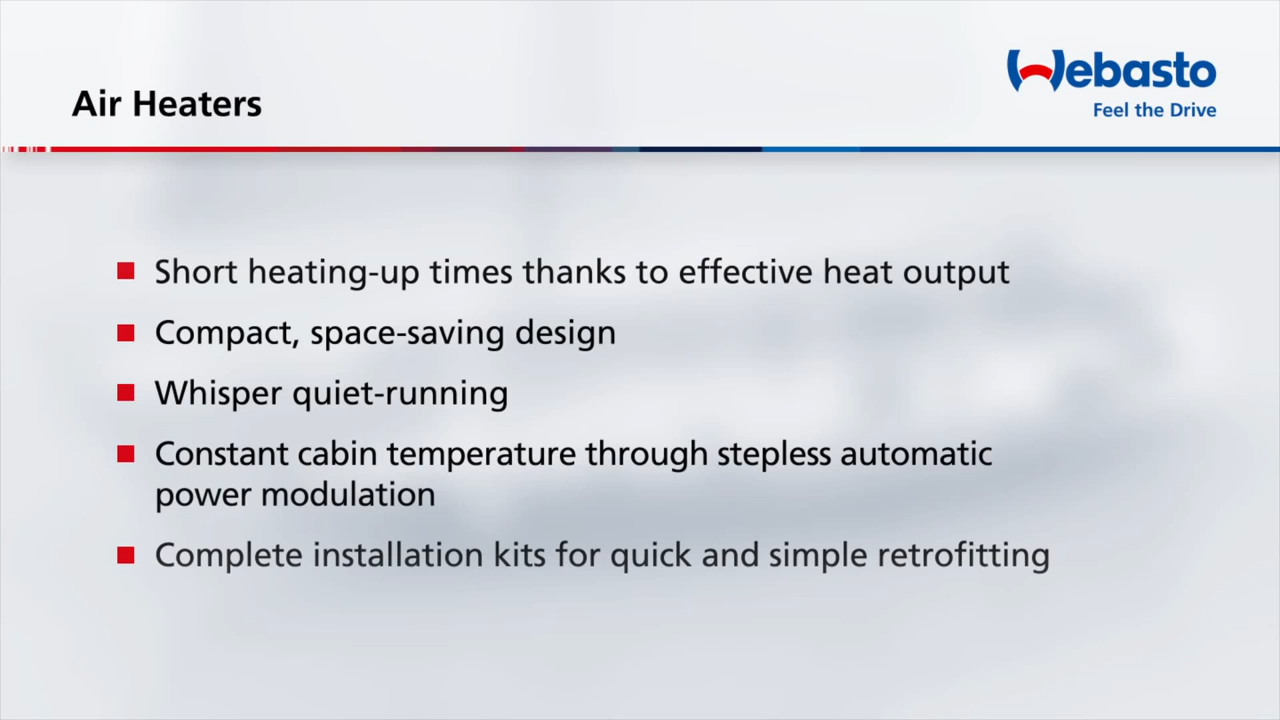 Air Heaters
Webasto
Feel the Drive
Short heating-up times thanks to effective heat output
Compact, space-saving design
Whisper quiet-running
Constant cabin temperature through stepless automatic
power modulation
Complete installation kits for quick and simple retrofitting